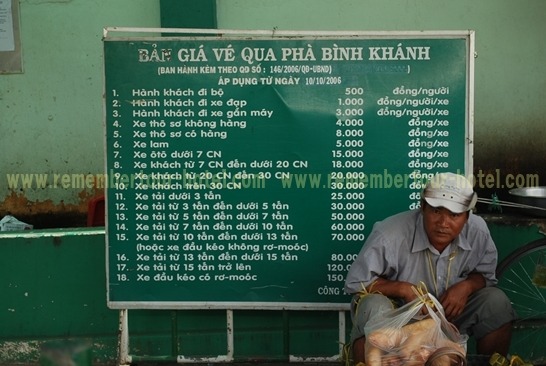 BẢN GIÁ VÉ QUA PHÀ BÌNH KHÁNH
(BAN HÀNH KÈM THEO QĐ SỐ : 146/2006/QĐ-UBND)
ÁP DỤNG TỪ NGÀY 10/10/2006
1. Hành khách đi bộ 500 đồng/người
2. Hành khách đi xe đạp 1.000 đồng/người/xe
3. Hành khách đi xe gắn máy 3.000 đồng/người/xe
4. Xe thô sơ không hàng 4.000 đồng/xe
5. Xe thô sơ có hàng 8.000 đồng/xe
6. Xe lam 5.000 đồng/xe
7. Xe ôtô dưới 7 CN 15.000 đồng/xe
8. Xe khách từ 7 CN đến dưới 20 CN 18.000 đồng/xe
9. Xe khách từ 20 CN đến 30 CN
www.remember hotel.com www.remember hotel.com
10. Xe khách trên 30 CN 30.000
11. Xe tải dưới 3 tấn 25.000
12. Xe tải từ 3 tấn đến dưới 5 tấn 30.000
13. Xe tải từ 5 tấn đến dưới 7 tấn 50.000
14. Xe tải từ 7 tấn đến dưới 10 tấn 60.000
15. Xe tải từ 10 tấn đến dưới 13 tấn 70.000
(hoặc xe đầu kéo không rơ-moóc)
16. Xe tải từ 13 tấn đến dưới 15 tấn 80.000
17. Xe tải từ 15 tấn trở lên
18. Xe đầu kéo có rơ-moóc
CÔNG